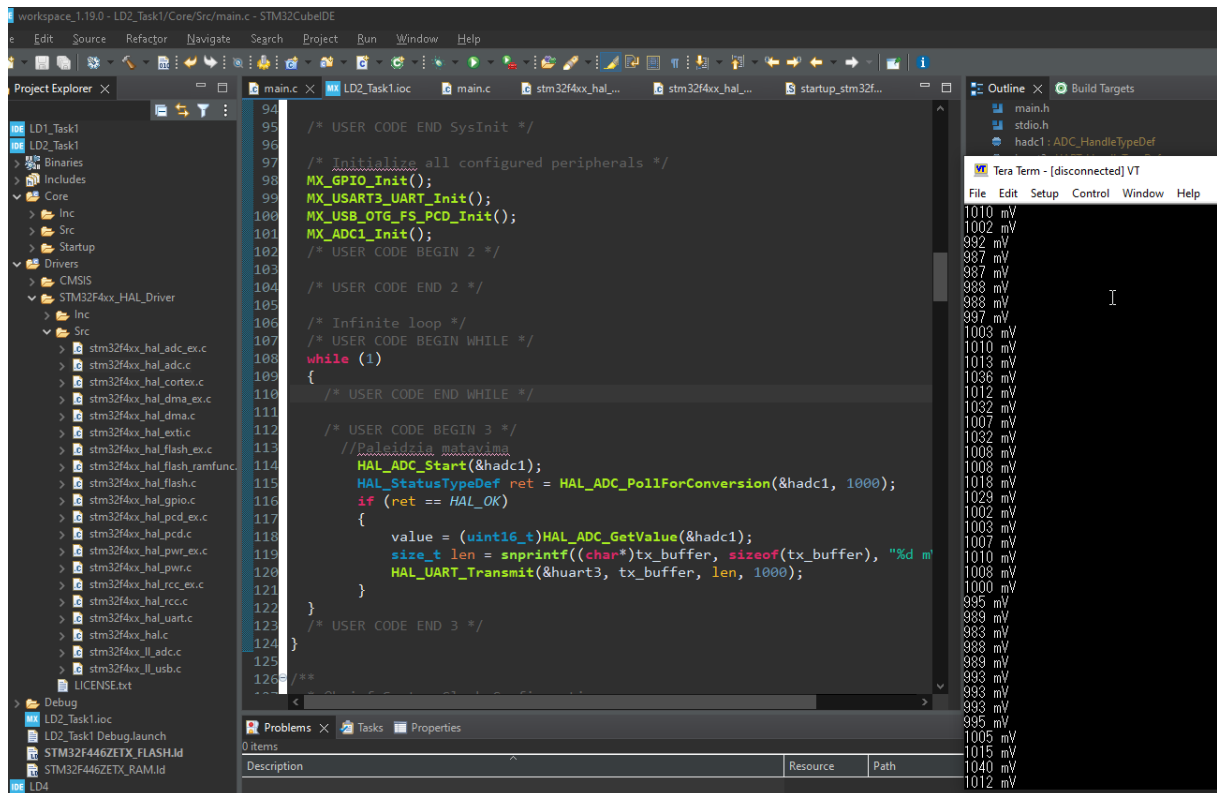 workspace_1.19.0 - LD2_Task1/Core/Src/main.c - STM32CubeIDE
Edit Source Refactor Navigate Search Project Run Window Help
Project Explorer
LD1_Task1
LD2_Task1
Binaries
Includes
Core
Inc
Src
Startup
Drivers
CMSIS
STM32F4xx_HAL_Driver
Inc
Src
stm32f4xx_hal_adc_ex.c
stm32f4xx_hal_adc.c
stm32f4xx_hal_cortex.c
stm32f4xx_hal_dma_ex.c
stm32f4xx_hal_dma.c
stm32f4xx_hal_exti.c
stm32f4xx_hal_flash_ex.c
stm32f4xx_hal_flash_ramfunc.
stm32f4xx_hal_flash.c
stm32f4xx_hal_gpio.c
stm32f4xx_hal_pcd_ex.c
stm32f4xx_hal_pcd.c
stm32f4xx_hal_pwr_ex.c
stm32f4xx_hal_pwr.c
stm32f4xx_hal_rcc_ex.c
stm32f4xx_hal_rcc.c
stm32f4xx_hal_uart.c
stm32f4xx_hal.c
stm32f4xx_ll_adc.c
stm32f4xx_ll_usb.c
LICENSE.txt
Debug
LD2_Task1.ioc
LD2_Task1 Debug.launch
STM32F446ZETX_FLASH.ld
STM32F446ZETX_RAM.ld
LD4
main.c LD2_Task1.ioc main.c stm32f4xx_hal_... stm32f4xx_hal_... startup_stm32f...
94
95 /* USER CODE END SysInit */
96
97 /* Initialize all configured peripherals */
98 MX_GPIO_Init();
99 MX_USART3_UART_Init();
100 MX_USB_OTG_FS_PCD_Init();
101 MX_ADC1_Init();
102 /* USER CODE BEGIN 2 */
103
104 /* USER CODE END 2 */
105
106 /* Infinite loop */
107 /* USER CODE BEGIN WHILE */
108 while (1)
109 {
110 /* USER CODE END WHILE */
111
112 /* USER CODE BEGIN 3 */
113 //Paleidzia matavima
114 HAL_ADC_Start(&hadc1);
115 HAL_StatusTypeDef ret = HAL_ADC_PollForConversion(&hadc1, 1000);
116 if (ret == HAL_OK)
117 {
118 value = (uint16_t)HAL_ADC_GetValue(&hadc1);
119 size_t len = snprintf((char*)tx_buffer, sizeof(tx_buffer), "%d m
120 HAL_UART_Transmit(&huart3, tx_buffer, len, 1000);
121 }
122 }
123 /* USER CODE END 3 */
124 }
125
126 /**
Problems Tasks Properties
0 items
Description Resource Path
Outline Build Targets
main.h
stdio.h
hadc1 : ADC_HandleTypeDef
Tera Term - [disconnected] VT
File Edit Setup Control Window Help
1010 mV
1002 mV
992 mV
987 mV
987 mV
988 mV
988 mV
997 mV
1003 mV
1010 mV
1013 mV
1036 mV
1012 mV
1032 mV
1007 mV
1032 mV
1008 mV
1008 mV
1018 mV
1029 mV
1002 mV
1003 mV
1007 mV
1010 mV
1008 mV
1000 mV
995 mV
989 mV
983 mV
988 mV
989 mV
993 mV
993 mV
993 mV
995 mV
1005 mV
1015 mV
1040 mV
1012 mV